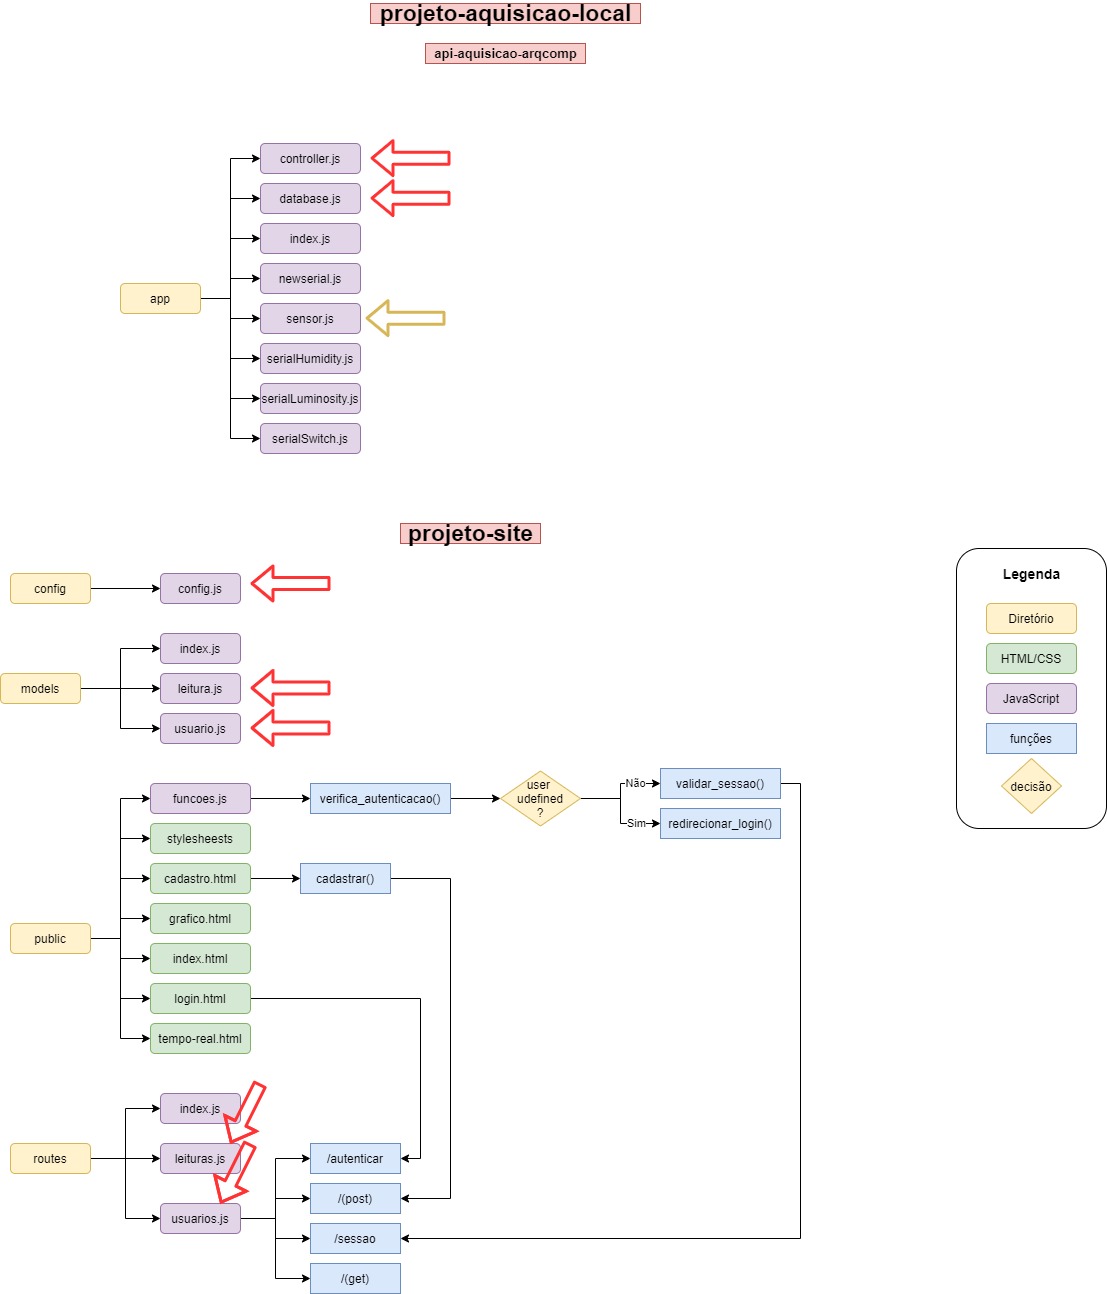 projeto-aquisicao-local
api-aquisicao-arqcomp
controller.js
database.js
index.js
newserial.js
app
sensor.js
serialHumidity.js
serialLuminosity.js
serialSwitch.js
projeto-site
config
config.js
models
index.js
leitura.js
usuario.js
public
funcoes.js
verifica_autenticacao()
user
udefined
?
Não
validar_sessao()
Sim
redirecionar_login()
stylesheests
cadastro.html
cadastrar()
grafico.html
index.html
login.html
tempo-real.html
routes
index.js
leituras.js
usuarios.js
/autenticar
/(post)
/sessao
/(get)
Legenda
Diretório
HTML/CSS
JavaScript
funções
decisão